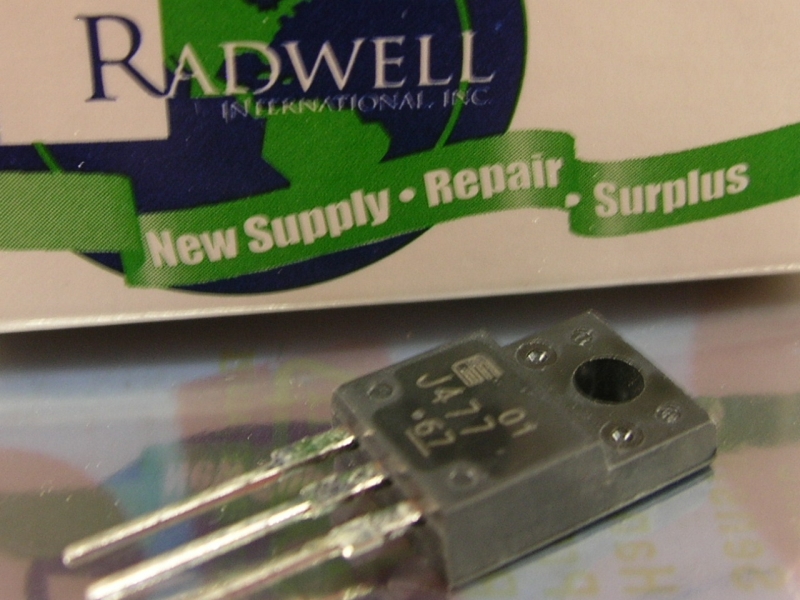 RADWELL
INTERNATIONAL, INC.
New Supply • Repair • Surplus
J477
01
.67